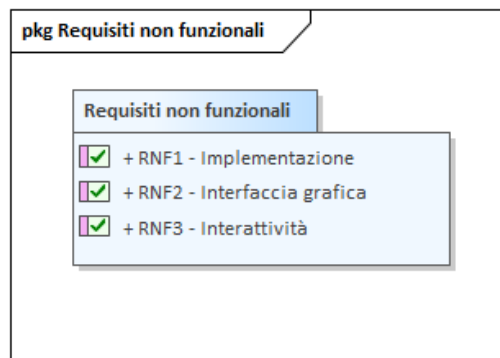 pkg Requisiti non funzionali
Requisiti non funzionali
+ RNF1 - Implementazione
+ RNF2 - Interfaccia grafica
+ RNF3 - Interattività